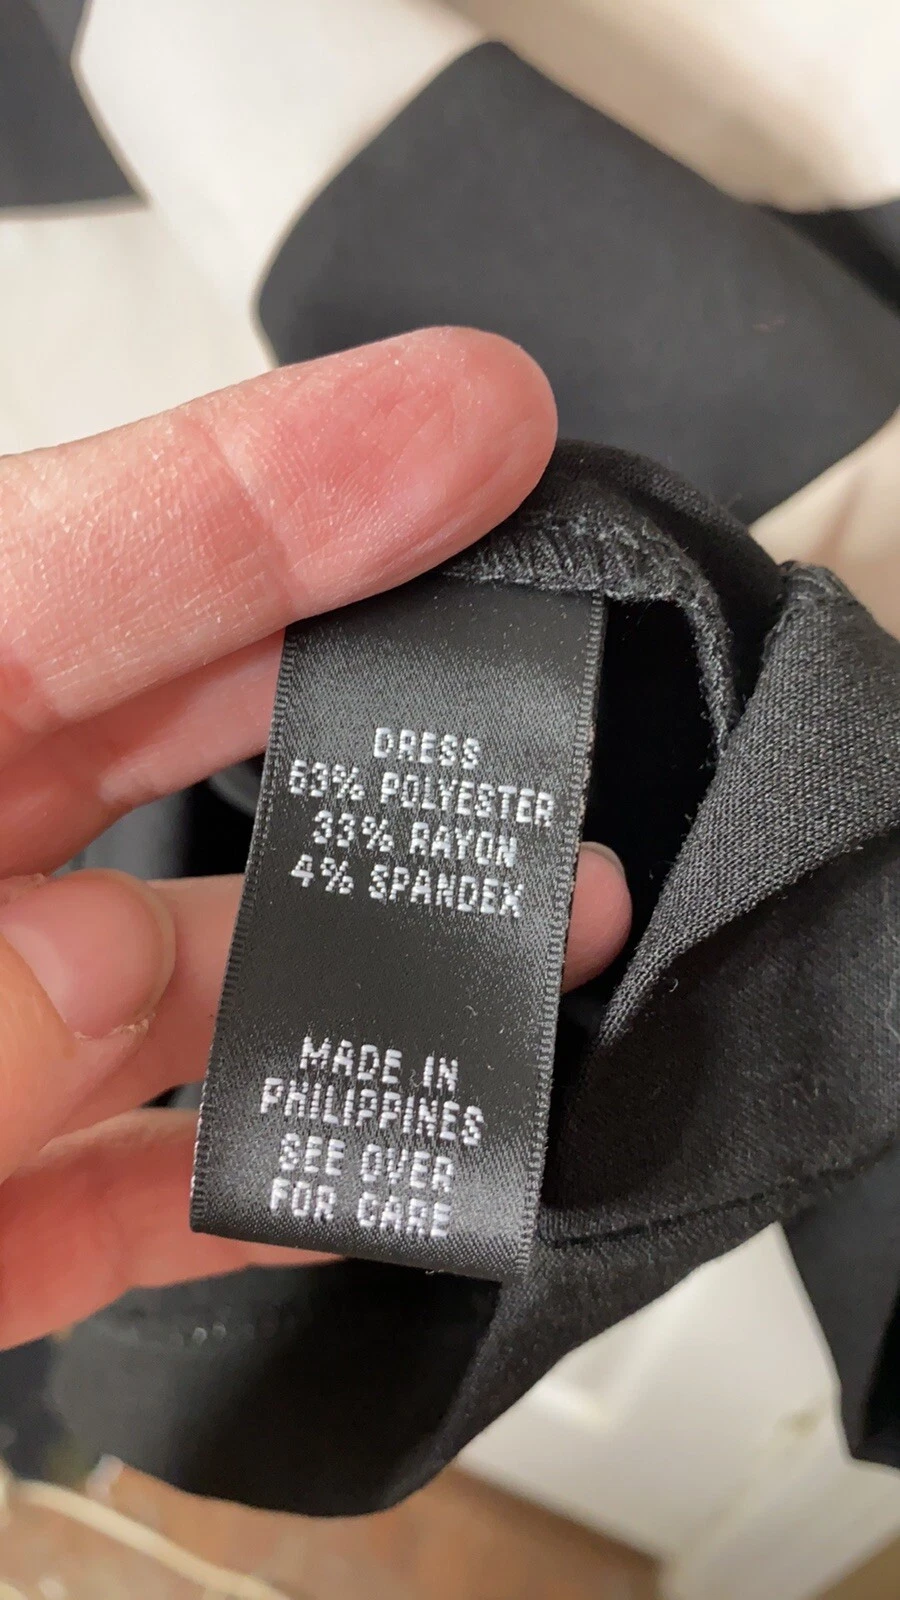 DRESS
63% POLYESTER
33% RAYON
4% SPANDEX
MADE IN
PHILIPPINES
SEE OVER
FOR CARE